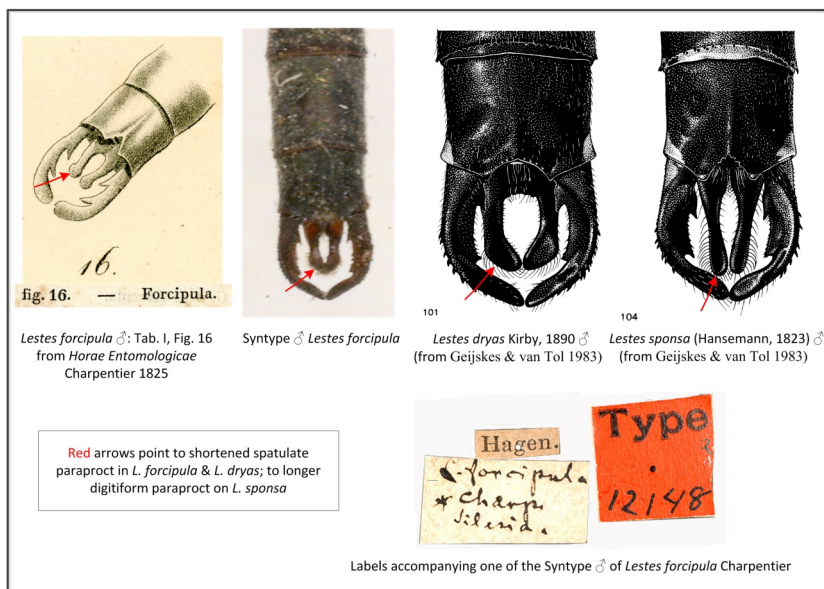 16.
fig. 16. — Forcipula.
Lestes forcipula ♂: Tab. I, Fig. 16
from Horae Entomologicae
Charpentier 1825
Syntype ♂ Lestes forcipula
101
Lestes dryas Kirby, 1890 ♂
(from Geijskes & van Tol 1983)
104
Lestes sponsa (Hansemann, 1823) ♂
(from Geijskes & van Tol 1983)
Red arrows point to shortened spatulate
paraproct in L. forcipula & L. dryas; to longer
digitiform paraproct on L. sponsa
Hagen.
L. forcipula
* Charp.
Silesia.
Type
12148
Labels accompanying one of the Syntype ♂ of Lestes forcipula Charpentier